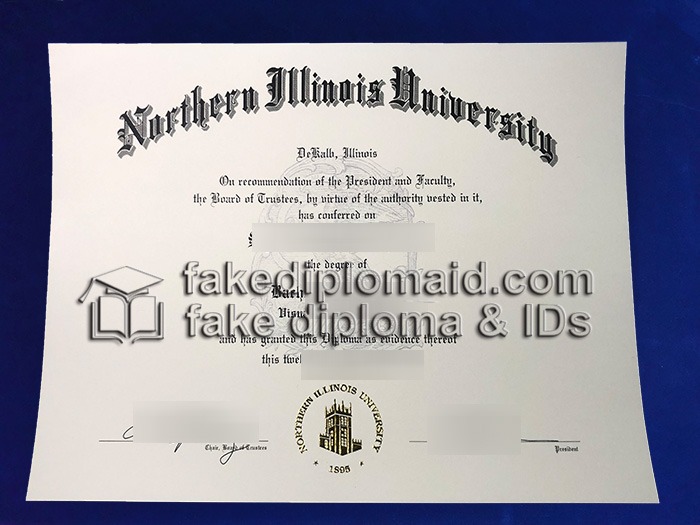 Northern Illinois University
DeKalb, Illinois
On recommendation of the President and Faculty,
the Board of Trustees, by virtue of the authority vested in it,
has conferred on
the degree of
fakediplomaid.com
fake diploma & IDs
and has granted this Diploma as evidence thereof
this
NORTHERN ILLINOIS UNIVERSITY
1895
Chair, Board of Trustees
President